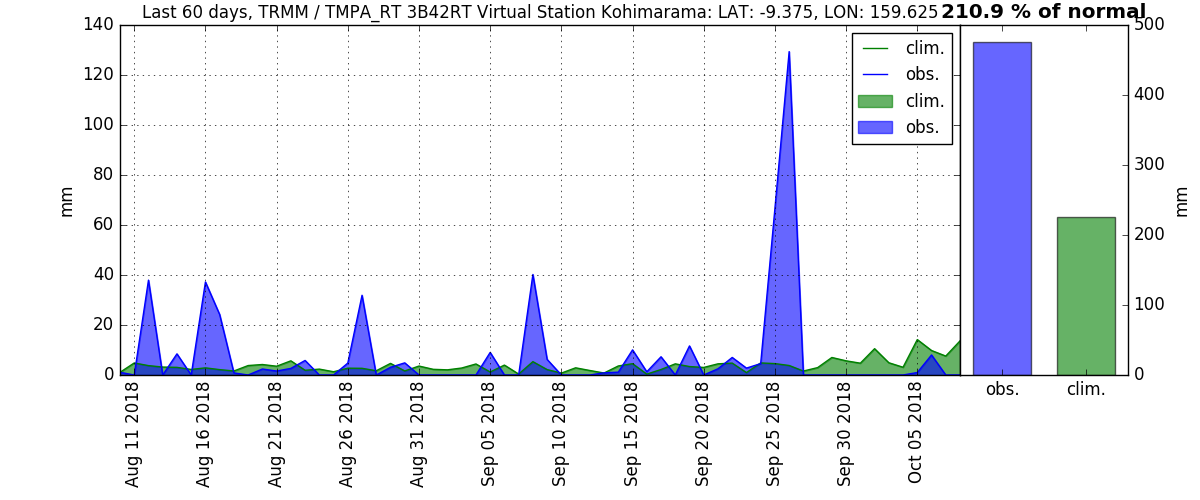 Last 60 days, TRMM / TMPA_RT 3B42RT Virtual Station Kohimarama: LAT: -9.375, LON: 159.625
210.9 % of normal
140
120
100
80
60
40
20
0
mm
clim.
obs.
clim.
obs.
500
400
300
200
100
0
mm
obs.
clim.
Aug 11 2018
Aug 16 2018
Aug 21 2018
Aug 26 2018
Aug 31 2018
Sep 05 2018
Sep 10 2018
Sep 15 2018
Sep 20 2018
Sep 25 2018
Sep 30 2018
Oct 05 2018